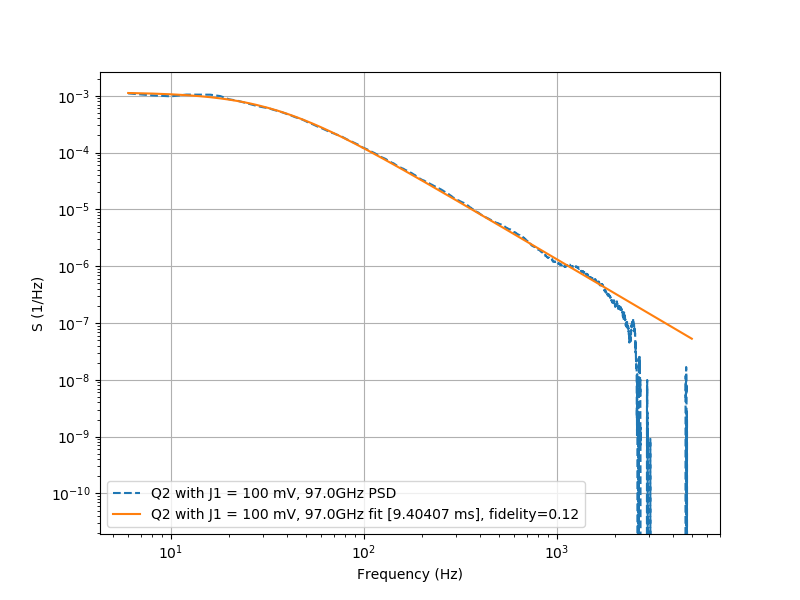 S (1/Hz)
10⁻³
10⁻⁴
10⁻⁵
10⁻⁶
10⁻⁷
10⁻⁸
10⁻⁹
10⁻¹⁰
Q2 with J1 = 100 mV, 97.0GHz PSD
Q2 with J1 = 100 mV, 97.0GHz fit [9.40407 ms], fidelity=0.12
10¹ 10² 10³
Frequency (Hz)